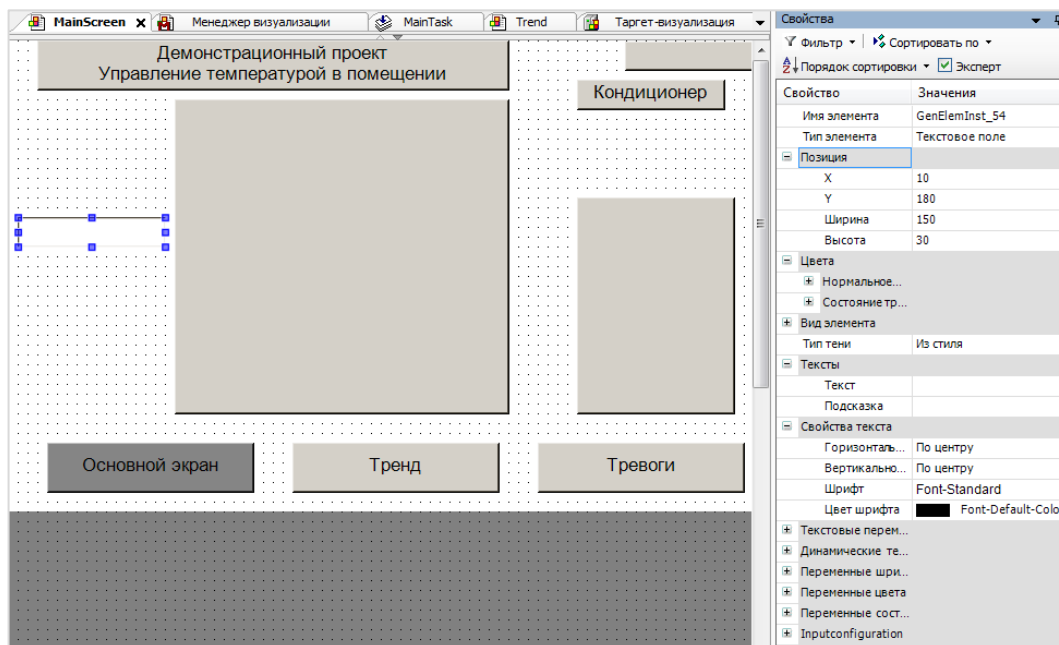 MainScreen X Менеджер визуализации MainTask Trend Таргет-визуализация
Демонстрационный проект
Управление температурой в помещении
Кондиционер
Основной экран
Тренд
Тревоги
Свойства
Фильтр Сортировать по
Порядок сортировки Эксперт
Свойство Значения
Имя элемента GenElemInst_54
Тип элемента Текстовое поле
Позиция
X 10
Y 180
Ширина 150
Высота 30
Цвета
Нормальное...
Состояние тр...
Вид элемента
Тип тени Из стиля
Тексты
Текст
Подсказка
Свойства текста
Горизонталь... По центру
Вертикально... По центру
Шрифт Font-Standard
Цвет шрифта Font-Default-Colo
Текстовые перем...
Динамические те...
Переменные шри...
Переменные цвета
Переменные сост...
Inputconfiguration